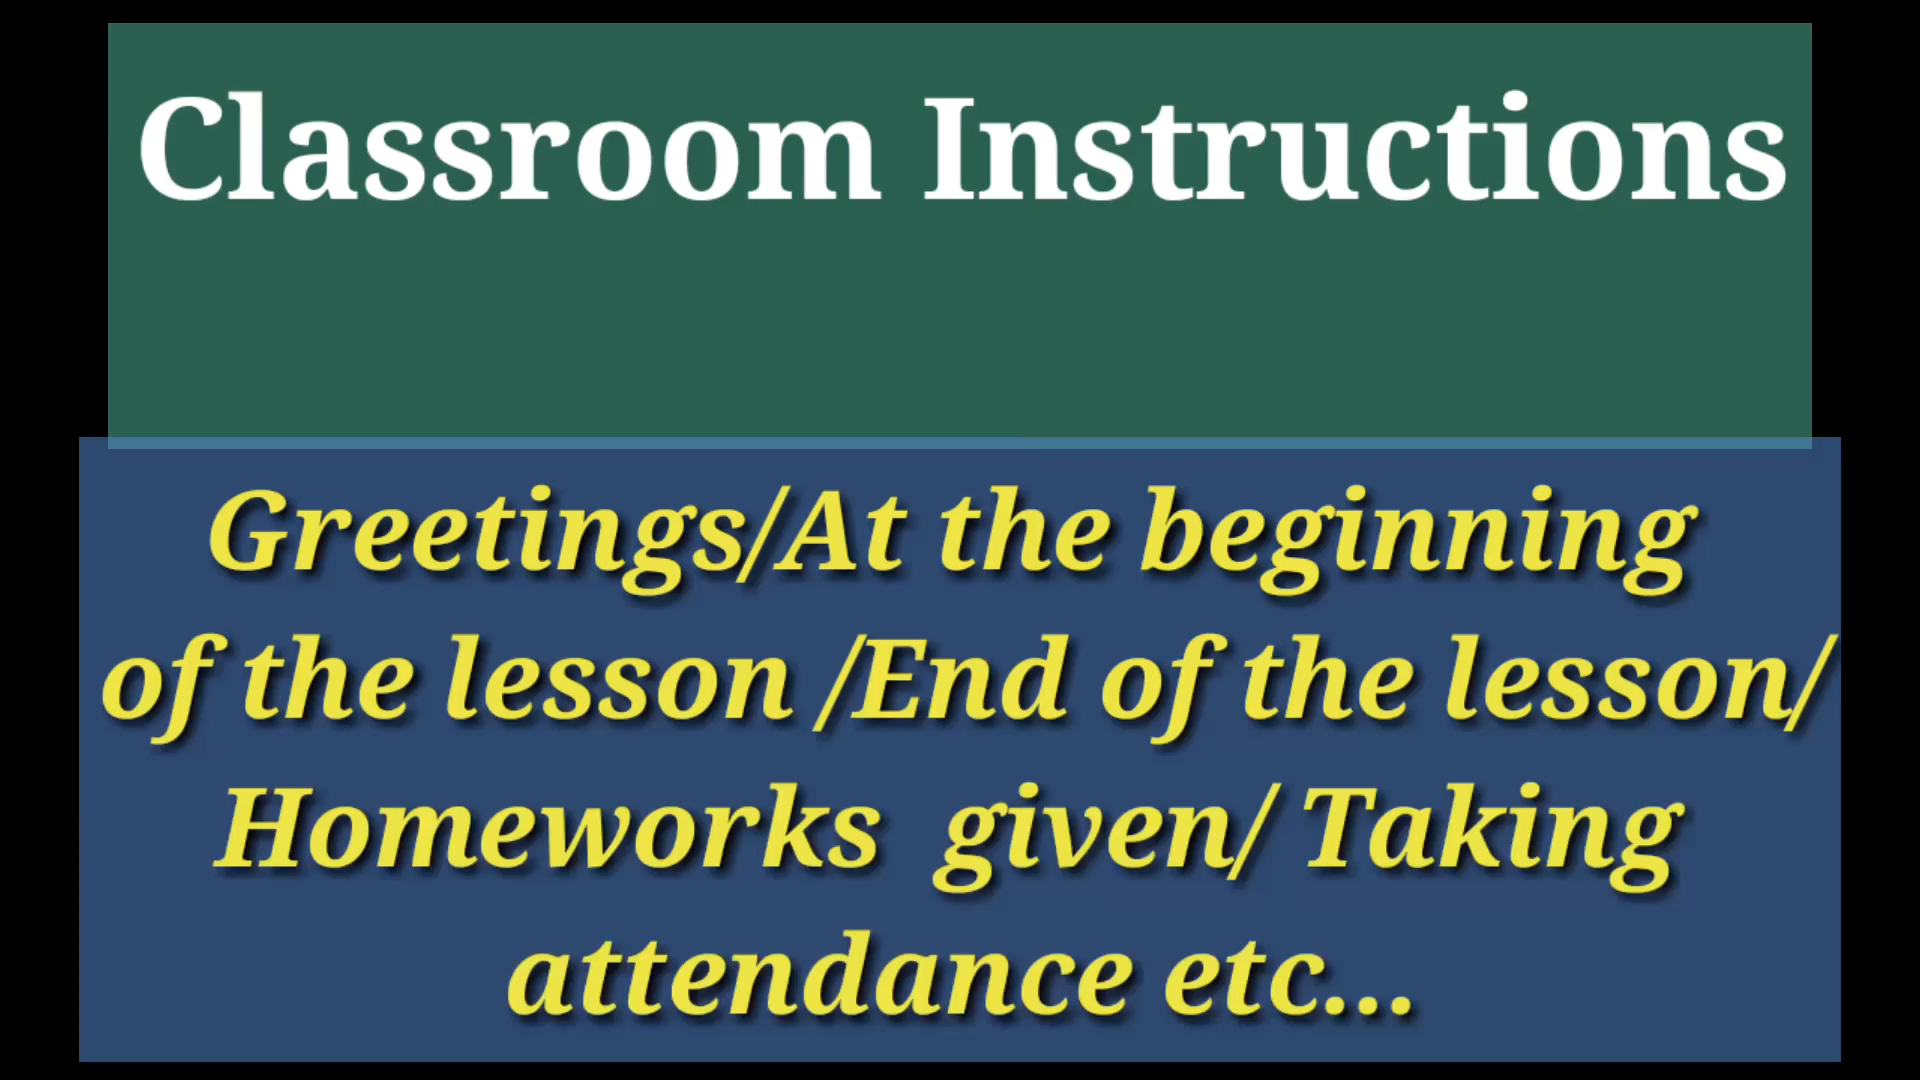 Classroom Instructions
Greetings/At the beginning
of the lesson /End of the lesson/
Homeworks  given/ Taking
attendance etc...